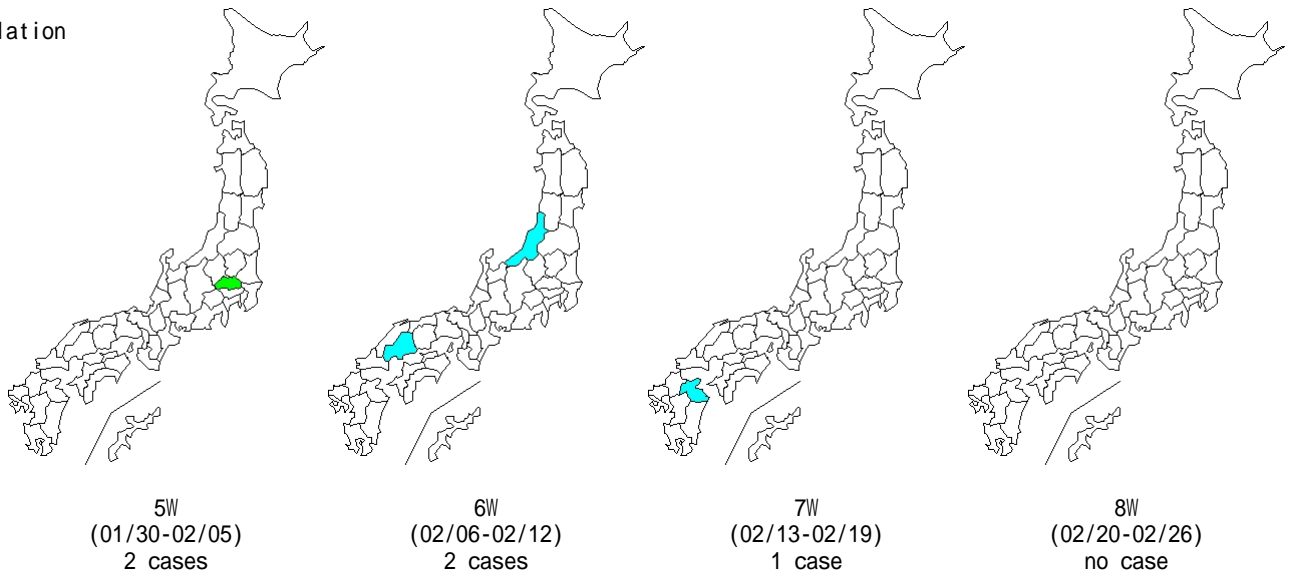 5W
(01/30-02/05)
2 cases
6W
(02/06-02/12)
2 cases
7W
(02/13-02/19)
1 case
8W
(02/20-02/26)
no case